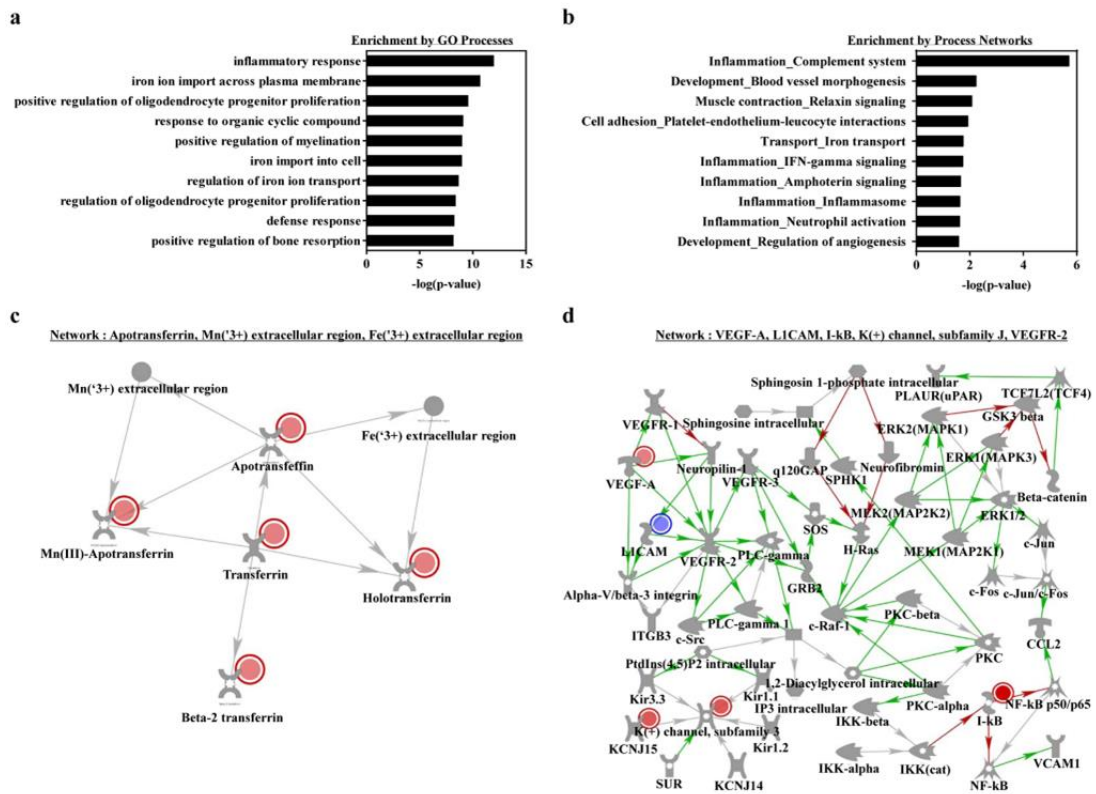 a
Enrichment by GO Processes
inflammatory response
iron ion import across plasma membrane
positive regulation of oligodendrocyte progenitor proliferation
response to organic cyclic compound
positive regulation of myelination
iron import into cell
regulation of iron ion transport
regulation of oligodendrocyte progenitor proliferation
defense response
positive regulation of bone resorption
0 5 10 15
-log(p-value)
b
Enrichment by Process Networks
Inflammation_Complement system
Development_Blood vessel morphogenesis
Muscle contraction_Relaxin signaling
Cell adhesion_Platelet-endothelium-leucocyte interactions
Transport_Iron transport
Inflammation_IFN-gamma signaling
Inflammation_Amphoterin signaling
Inflammation_Inflammasome
Inflammation_Neutrophil activation
Development_Regulation of angiogenesis
0 2 4 6
-log(p-value)
c
Network : Apotransferrin, Mn('3+) extracellular region, Fe('3+) extracellular region
Mn('3+) extracellular region
Fe('3+) extracellular region
Apotransfeffin
Mn(III)-Apotransferrin
Transferrin
Holotransferrin
Beta-2 transferrin
d
Network : VEGF-A, L1CAM, I-kB, K(+) channel, subfamily J, VEGFR-2
Sphingosin 1-phosphate intracellular
PLAUR(uPAR)
TCF7L2(TCF4)
VEGFR-1
Sphingosine intracellular
ERK2(MAPK1)
GSK3 beta
Neuropilin-1
VEGFR-3
q120GAP
SPHK1
Neurofibromin
ERK1(MAPK3)
VEGF-A
Beta-catenin
MEK2(MAP2K2)
ERK1/2
SOS
L1CAM
VEGFR-2
PLC-gamma
H-Ras
MEK1(MAP2K1)
c-Jun
GRB2
Alpha-V/beta-3 integrin
c-Fos
c-Jun/c-Fos
ITGB3
c-Src
PLC-gamma 1
c-Raf-1
PKC-beta
PKC
CCL2
PtdIns(4,5)P2 intracellular
1,2-Diacylglycerol intracellular
Kir3.3
Kir1.1
IP3 intracellular
PKC-alpha
I-kB
NF-kB p50/p65
K(+) channel, subfamily 3
IKK-beta
KCNJ15
Kir1.2
SUR
KCNJ14
IKK-alpha
IKK(cat)
NF-kB
VCAM1